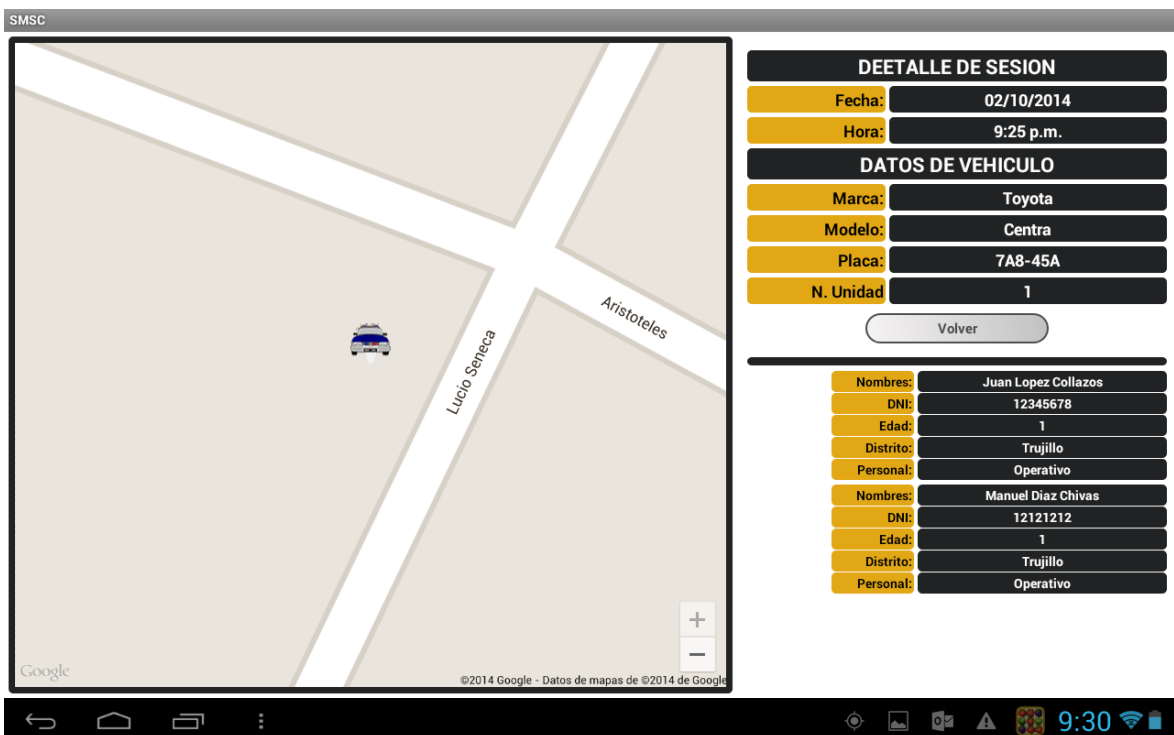 SMSC
Aristoteles
Lucio Seneca
+
−
Google
©2014 Google - Datos de mapas de ©2014 de Google
DEETALLE DE SESION
Fecha: 02/10/2014
Hora: 9:25 p.m.
DATOS DE VEHICULO
Marca: Toyota
Modelo: Centra
Placa: 7A8-45A
N. Unidad 1
Volver
Nombres: Juan Lopez Collazos
DNI: 12345678
Edad: 1
Distrito: Trujillo
Personal: Operativo
Nombres: Manuel Diaz Chivas
DNI: 12121212
Edad: 1
Distrito: Trujillo
Personal: Operativo
9:30